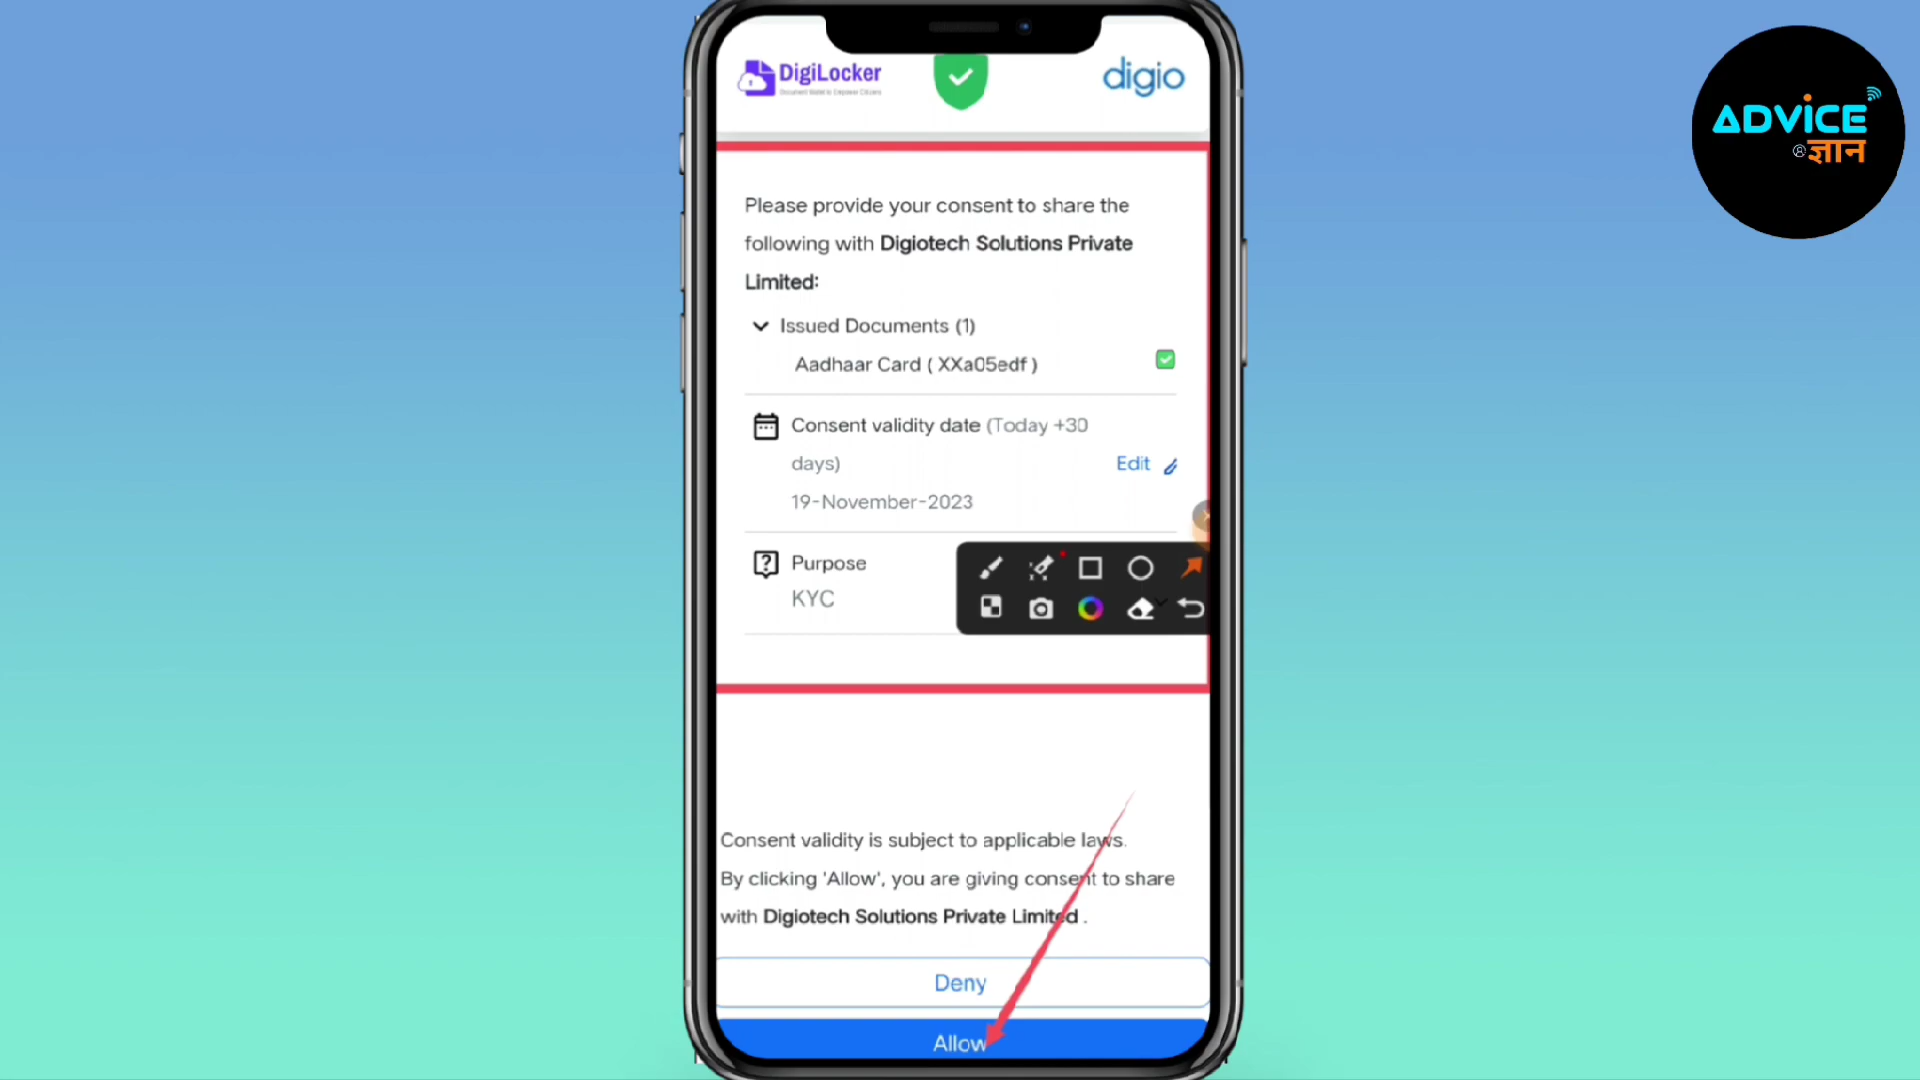 DigiLocker
digio
ADVICE
ज्ञान
Please provide your consent to share the
following with Digiotech Solutions Private
Limited:
Issued Documents (1)
Aadhaar Card ( XXa05edf )
Consent validity date (Today +30
days)
Edit
19-November-2023
Purpose
KYC
Consent validity is subject to applicable laws.
By clicking 'Allow', you are giving consent to share
with Digiotech Solutions Private Limited .
Deny
Allow